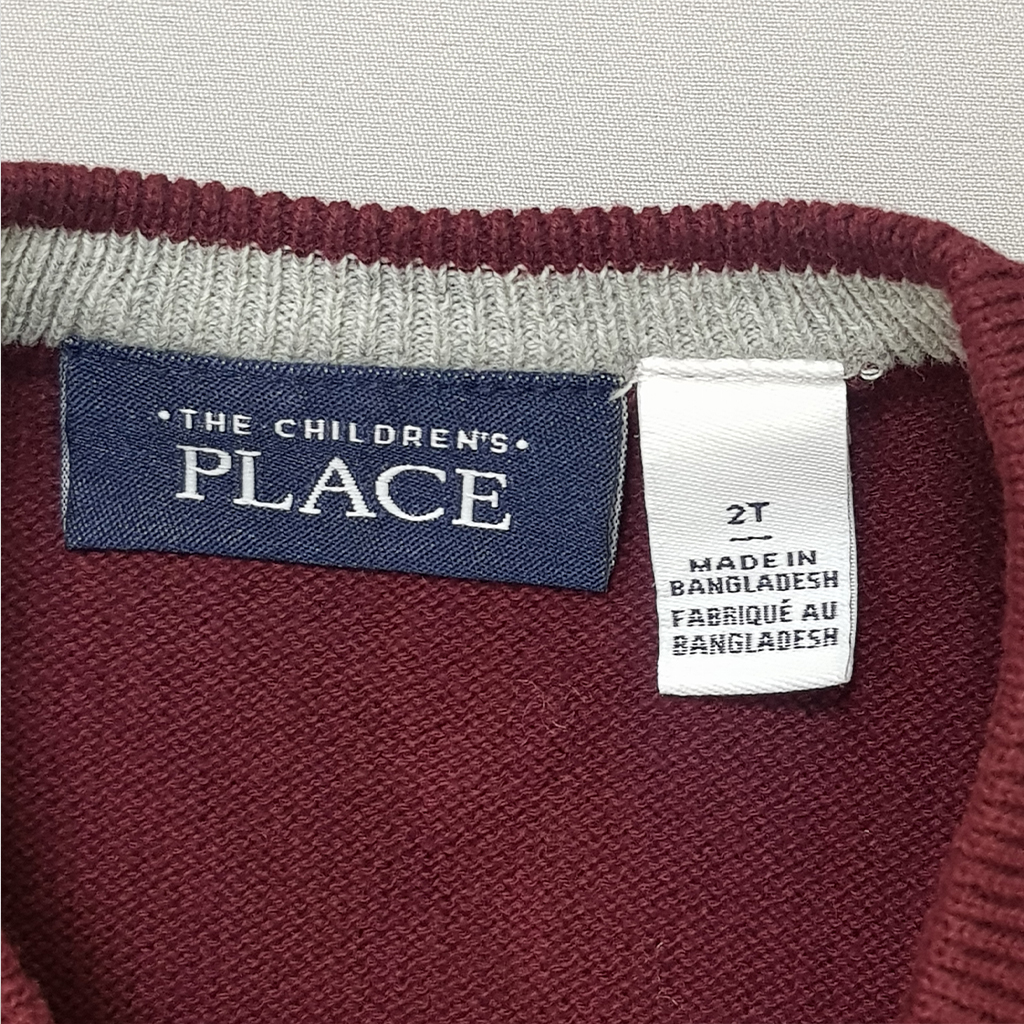 •THE CHILDREN'S•
PLACE
2T
MADE IN
BANGLADESH
FABRIQUÉ AU
BANGLADESH